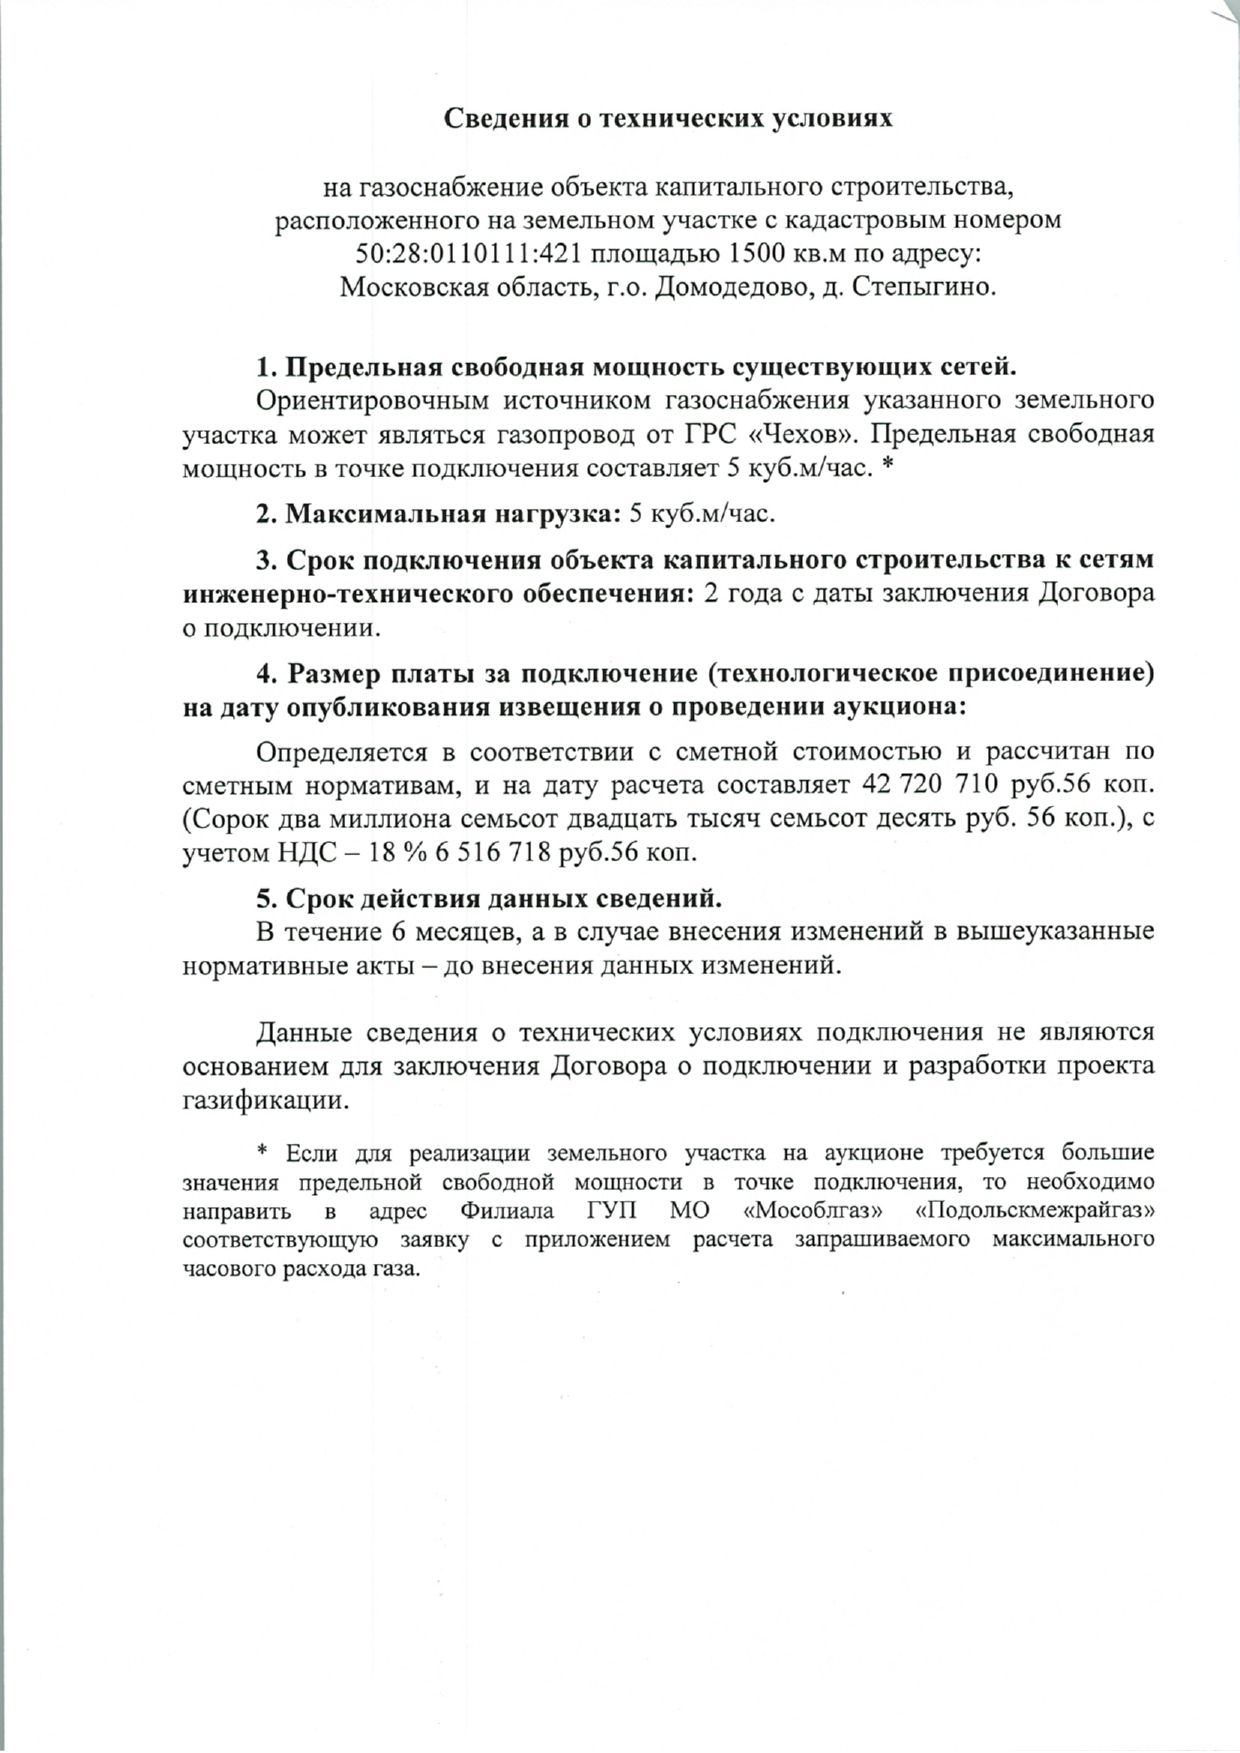 Сведения о технических условиях
на газоснабжение объекта капитального строительства,
расположенного на земельном участке с кадастровым номером
50:28:0110111:421 площадью 1500 кв.м по адресу:
Московская область, г.о. Домодедово, д. Степыгино.
1. Предельная свободная мощность существующих сетей.
Ориентировочным источником газоснабжения указанного земельного
участка может являться газопровод от ГРС «Чехов». Предельная свободная
мощность в точке подключения составляет 5 куб.м/час. *
2. Максимальная нагрузка: 5 куб.м/час.
3. Срок подключения объекта капитального строительства к сетям
инженерно-технического обеспечения: 2 года с даты заключения Договора
о подключении.
4. Размер платы за подключение (технологическое присоединение)
на дату опубликования извещения о проведении аукциона:
Определяется в соответствии с сметной стоимостью и рассчитан по
сметным нормативам, и на дату расчета составляет 42 720 710 руб.56 коп.
(Сорок два миллиона семьсот двадцать тысяч семьсот десять руб. 56 коп.), с
учетом НДС – 18 % 6 516 718 руб.56 коп.
5. Срок действия данных сведений.
В течение 6 месяцев, а в случае внесения изменений в вышеуказанные
нормативные акты – до внесения данных изменений.
Данные сведения о технических условиях подключения не являются
основанием для заключения Договора о подключении и разработки проекта
газификации.
* Если для реализации земельного участка на аукционе требуется большие
значения предельной свободной мощности в точке подключения, то необходимо
направить в адрес Филиала ГУП МО «Мособлгаз» «Подольскмежрайгаз»
соответствующую заявку с приложением расчета запрашиваемого максимального
часового расхода газа.